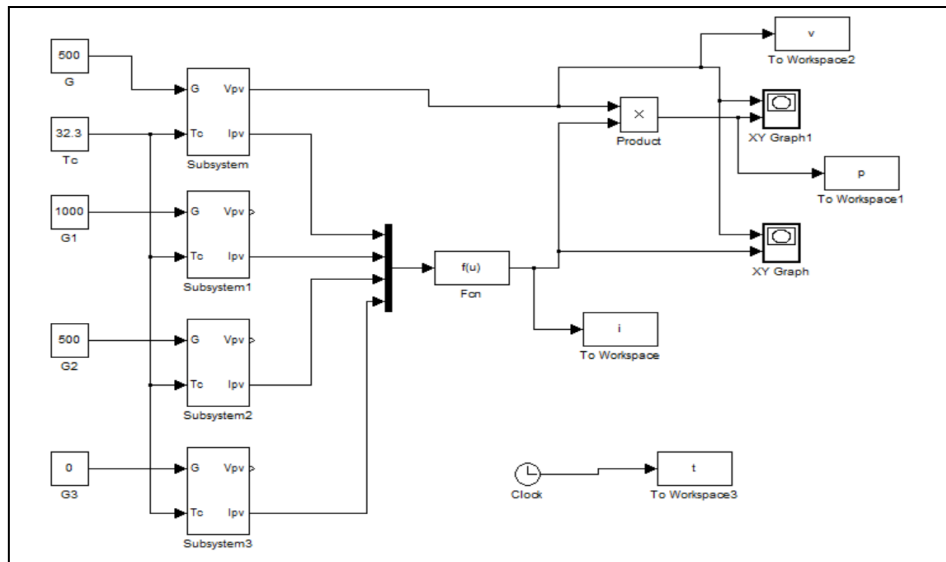 500
G
32.3
Tc
1000
G1
500
G2
0
G3
G Vpv
Tc Ipv
Subsystem
G Vpv
Tc Ipv
Subsystem1
G Vpv
Tc Ipv
Subsystem2
G Vpv
Tc Ipv
Subsystem3
f(u)
Fcn
×
Product
v
To Workspace2
XY Graph1
p
To Workspace1
XY Graph
i
To Workspace
Clock
t
To Workspace3